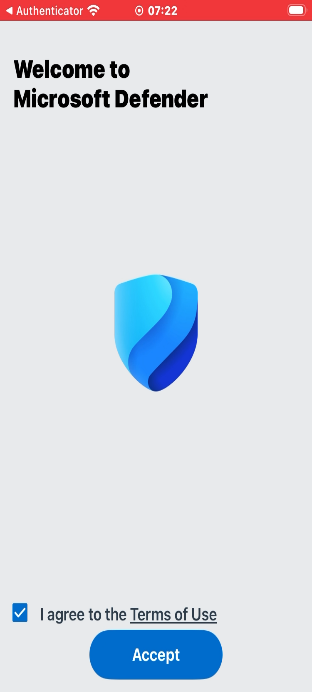 Authenticator 07:22
Welcome to
Microsoft Defender
I agree to the Terms of Use
Accept